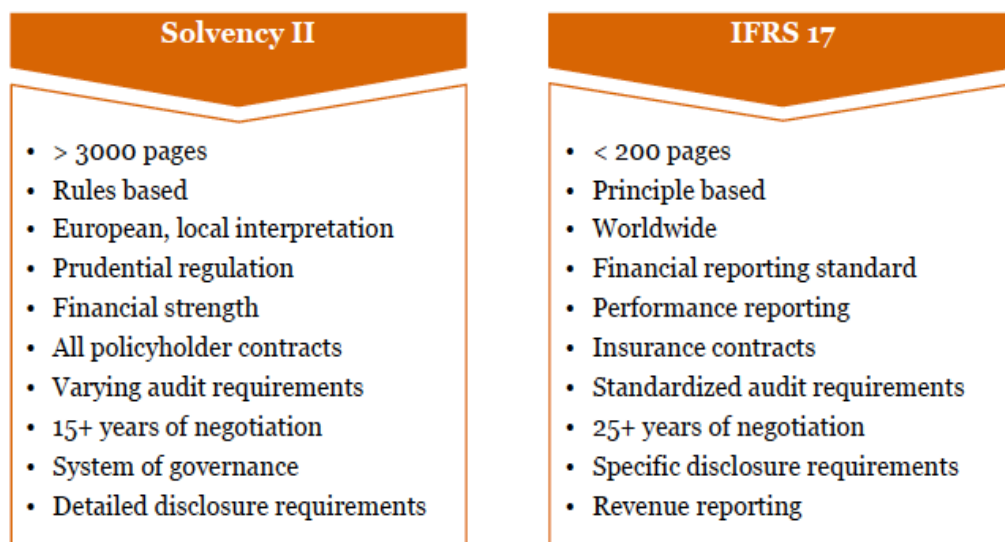 Solvency II
• > 3000 pages
• Rules based
• European, local interpretation
• Prudential regulation
• Financial strength
• All policyholder contracts
• Varying audit requirements
• 15+ years of negotiation
• System of governance
• Detailed disclosure requirements
IFRS 17
• < 200 pages
• Principle based
• Worldwide
• Financial reporting standard
• Performance reporting
• Insurance contracts
• Standardized audit requirements
• 25+ years of negotiation
• Specific disclosure requirements
• Revenue reporting